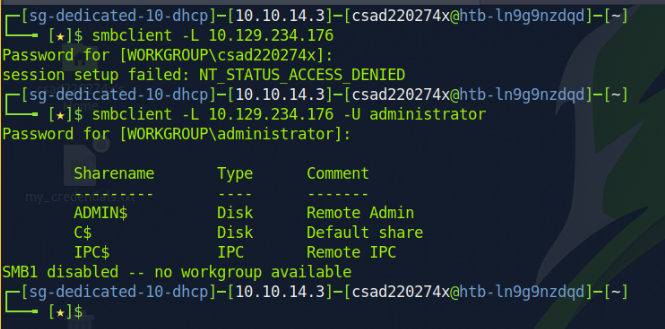 ┌─[sg-dedicated-10-dhcp]─[10.10.14.3]─[csad220274x@htb-ln9g9nzdqd]─[~]
└──╼ [★]$ smbclient -L 10.129.234.176
Password for [WORKGROUP\csad220274x]:
session setup failed: NT_STATUS_ACCESS_DENIED
┌─[sg-dedicated-10-dhcp]─[10.10.14.3]─[csad220274x@htb-ln9g9nzdqd]─[~]
└──╼ [★]$ smbclient -L 10.129.234.176 -U administrator
Password for [WORKGROUP\administrator]:
Sharename Type Comment
--------- ---- -------
ADMIN$ Disk Remote Admin
my_credentials.txt
C$ Disk Default share
IPC$ IPC Remote IPC
SMB1 disabled -- no workgroup available
┌─[sg-dedicated-10-dhcp]─[10.10.14.3]─[csad220274x@htb-ln9g9nzdqd]─[~]
└──╼ [★]$